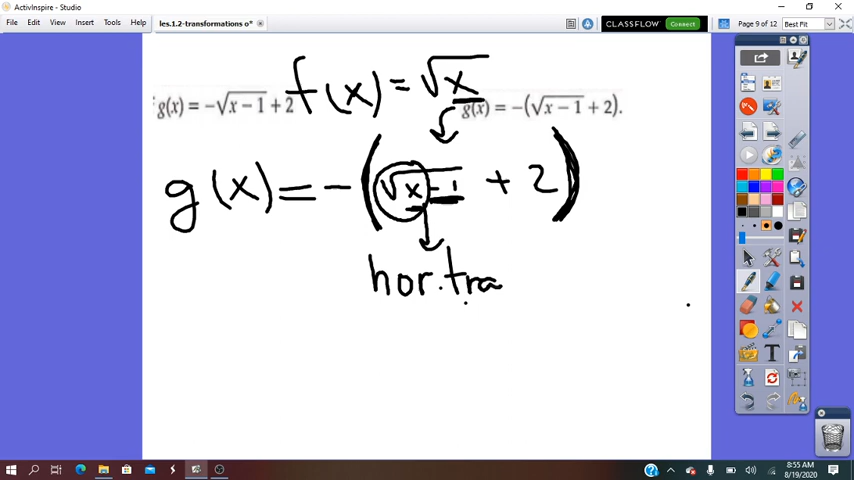 ActivInspire - Studio
File Edit View Insert Tools Help
les.1.2-transformations o*
CLASSFLOW Connect
Page 9 of 12
Best Fit
f(x) = √x
g(x) = -√x-1 + 2
g(x) = -(√x-1 + 2).
g(x) = -(√x-1 + 2)
hor.tra
T
8:55 AM
8/19/2020